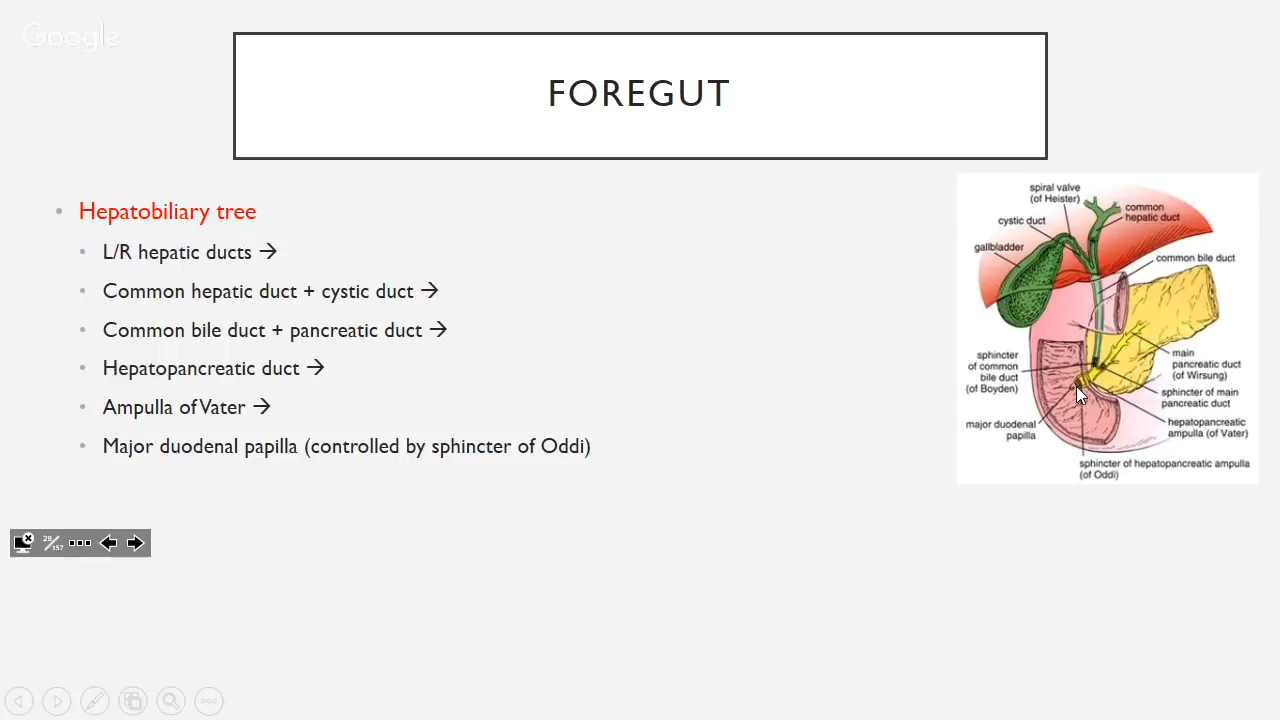 Google
FOREGUT
• Hepatobiliary tree
• L/R hepatic ducts →
• Common hepatic duct + cystic duct →
• Common bile duct + pancreatic duct →
• Hepatopancreatic duct →
• Ampulla of Vater →
• Major duodenal papilla (controlled by sphincter of Oddi)
spiral valve
(of Heister)
cystic duct
gallbladder
common
hepatic duct
common bile duct
sphincter
of common
bile duct
(of Boyden)
main
pancreatic duct
(of Wirsung)
sphincter of main
pancreatic duct
major duodenal
papilla
hepatopancreatic
ampulla (of Vater)
sphincter of hepatopancreatic ampulla
(of Oddi)
28/157